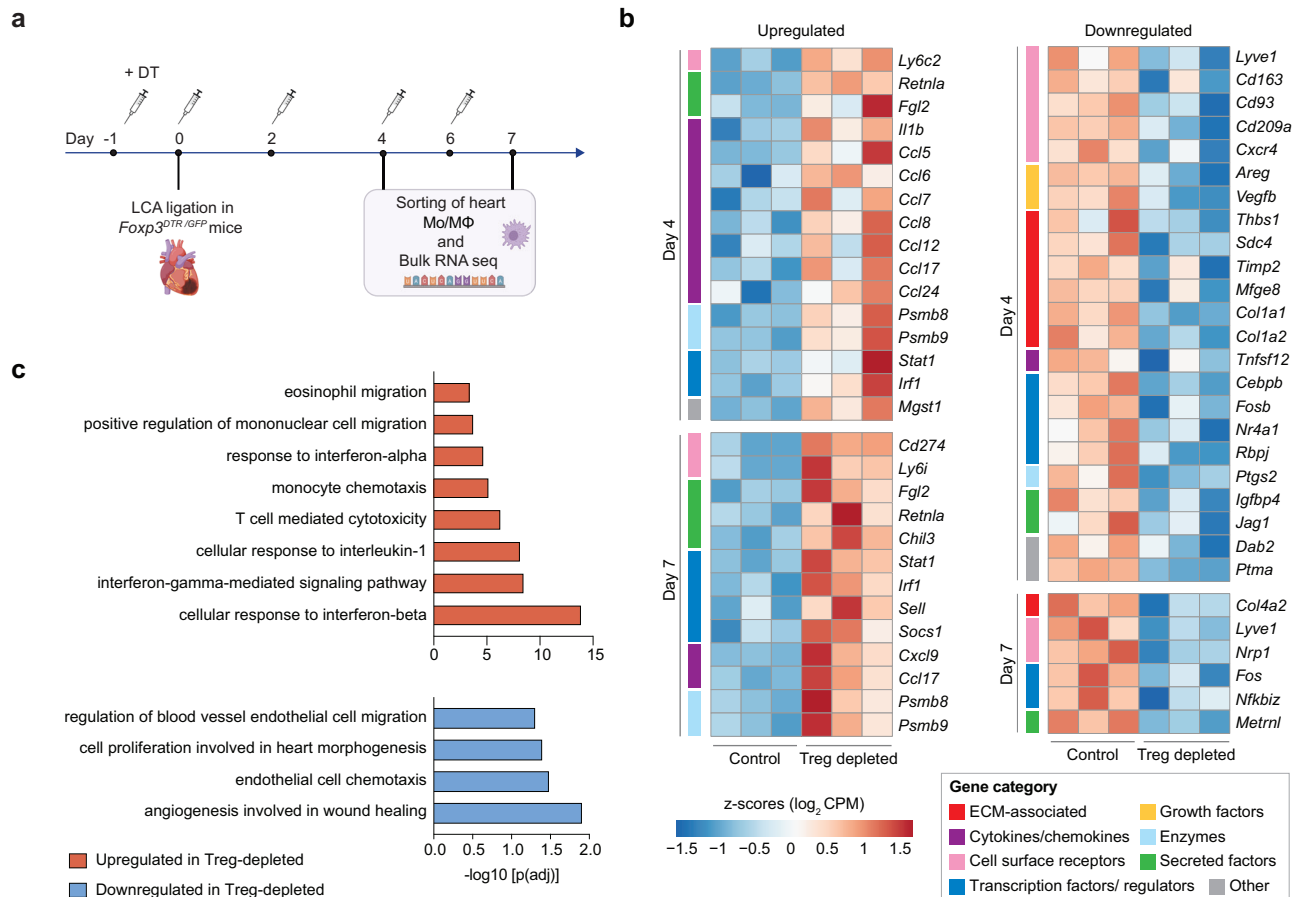 a
+ DT
Day -1 0 2 4 6 7
LCA ligation in
Foxp3DTR /GFP mice
Sorting of heart
Mo/MΦ
and
Bulk RNA seq
b
Upregulated
Day 4
Ly6c2
Retnla
Fgl2
Il1b
Ccl5
Ccl6
Ccl7
Ccl8
Ccl12
Ccl17
Ccl24
Psmb8
Psmb9
Stat1
Irf1
Mgst1
Day 7
Cd274
Ly6i
Fgl2
Retnla
Chil3
Stat1
Irf1
Sell
Socs1
Cxcl9
Ccl17
Psmb8
Psmb9
Control Treg depleted
Downregulated
Day 4
Lyve1
Cd163
Cd93
Cd209a
Cxcr4
Areg
Vegfb
Thbs1
Sdc4
Timp2
Mfge8
Col1a1
Col1a2
Tnfsf12
Cebpb
Fosb
Nr4a1
Rbpj
Ptgs2
Igfbp4
Jag1
Dab2
Ptma
Day 7
Col4a2
Lyve1
Nrp1
Fos
Nfkbiz
Metrnl
Control Treg depleted
z-scores (log2 CPM)
−1.5 −1 −0.5 0 0.5 1 1.5
Gene category
ECM-associated
Cytokines/chemokines
Cell surface receptors
Transcription factors/ regulators
Growth factors
Enzymes
Secreted factors
Other
c
eosinophil migration
positive regulation of mononuclear cell migration
response to interferon-alpha
monocyte chemotaxis
T cell mediated cytotoxicity
cellular response to interleukin-1
interferon-gamma-mediated signaling pathway
cellular response to interferon-beta
0 5 10 15
regulation of blood vessel endothelial cell migration
cell proliferation involved in heart morphogenesis
endothelial cell chemotaxis
angiogenesis involved in wound healing
0.0 0.5 1.0 1.5 2.0
-log10 [p(adj)]
Upregulated in Treg-depleted
Downregulated in Treg-depleted